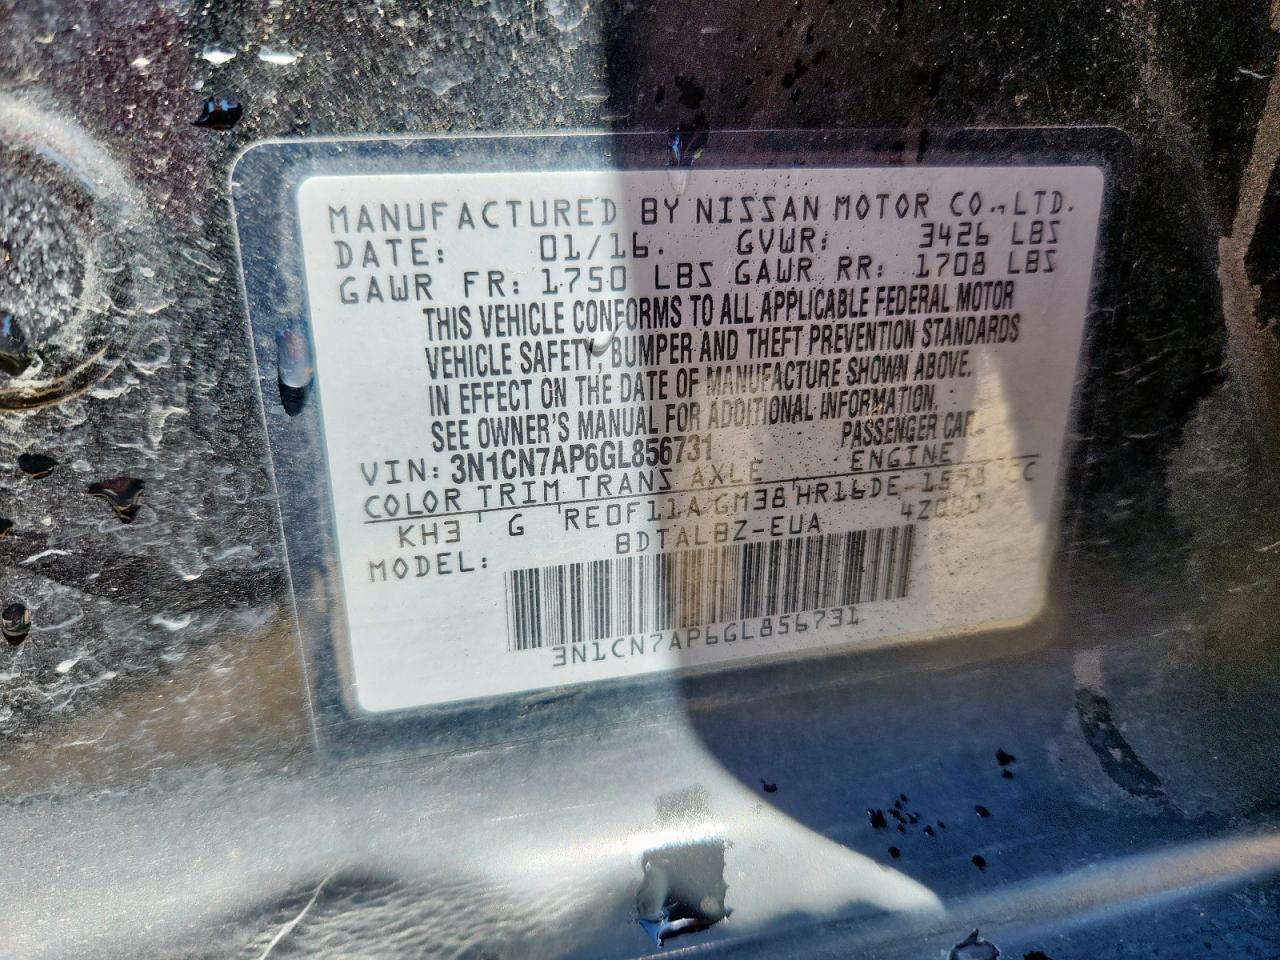 MANUFACTURED BY NISSAN MOTOR CO., LTD.
DATE: 01/16. GVWR: 3426 LBS
GAWR FR: 1750 LBS GAWR RR: 1708 LBS
THIS VEHICLE CONFORMS TO ALL APPLICABLE FEDERAL MOTOR
VEHICLE SAFETY, BUMPER AND THEFT PREVENTION STANDARDS
IN EFFECT ON THE DATE OF MANUFACTURE SHOWN ABOVE.
SEE OWNER'S MANUAL FOR ADDITIONAL INFORMATION.
VIN: 3N1CN7AP6GL856731 PASSENGER CAR
COLOR TRIM TRANS AXLE ENGINE
KH3 G RE0F11A GM38 HR16DE CC
MODEL: BDTALBZ-EUA
3N1CN7AP6GL856731